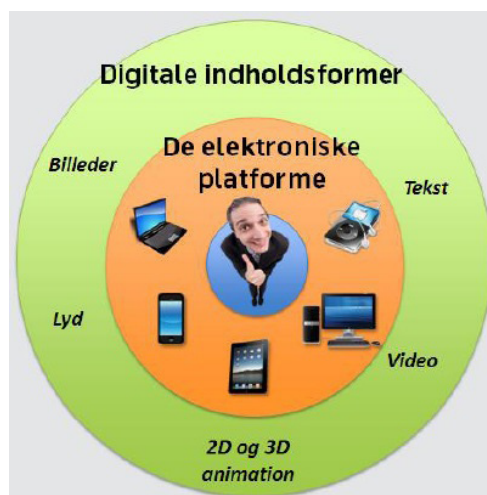 Digitale indholdsformer
De elektroniske
platforme
Billeder
Tekst
Lyd
Video
2D og 3D
animation